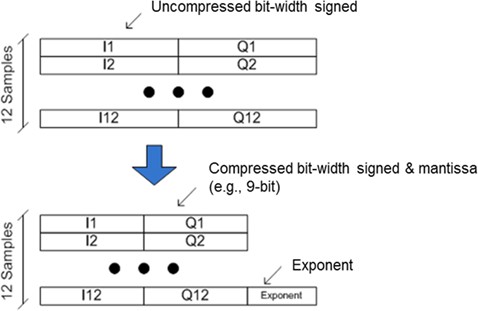 Uncompressed bit-width signed
12 Samples
I1 Q1
I2 Q2
I12 Q12
Compressed bit-width signed & mantissa
(e.g., 9-bit)
12 Samples
I1 Q1
I2 Q2
Exponent
I12 Q12 Exponent